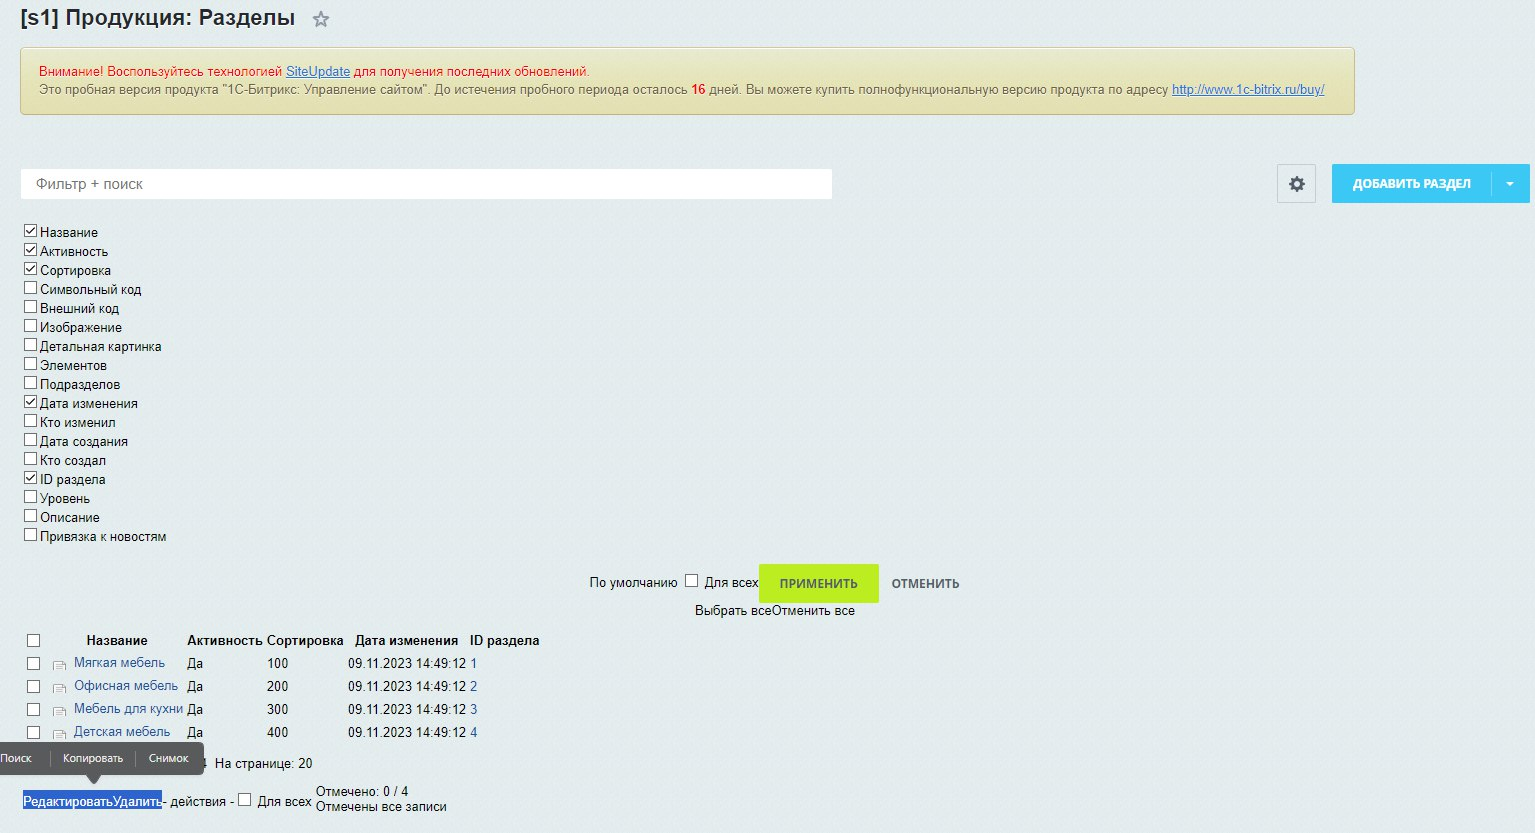 [s1] Продукция: Разделы
Внимание! Воспользуйтесь технологией SiteUpdate для получения последних обновлений.
Это пробная версия продукта "1С-Битрикс: Управление сайтом". До истечения пробного периода осталось 16 дней. Вы можете купить полнофункциональную версию продукта по адресу http://www.1c-bitrix.ru/buy/
Фильтр + поиск
ДОБАВИТЬ РАЗДЕЛ
Название
Активность
Сортировка
Символьный код
Внешний код
Изображение
Детальная картинка
Элементов
Подразделов
Дата изменения
Кто изменил
Дата создания
Кто создал
ID раздела
Уровень
Описание
Привязка к новостям
По умолчанию Для всех ПРИМЕНИТЬ ОТМЕНИТЬ
Выбрать всеОтменить все
Название Активность Сортировка Дата изменения ID раздела
Мягкая мебель Да 100 09.11.2023 14:49:12 1
Офисная мебель Да 200 09.11.2023 14:49:12 2
Мебель для кухни Да 300 09.11.2023 14:49:12 3
Детская мебель Да 400 09.11.2023 14:49:12 4
Поиск Копировать Снимок
На странице: 20
РедактироватьУдалить- действия - Для всех
Отмечено: 0 / 4
Отмечены все записи